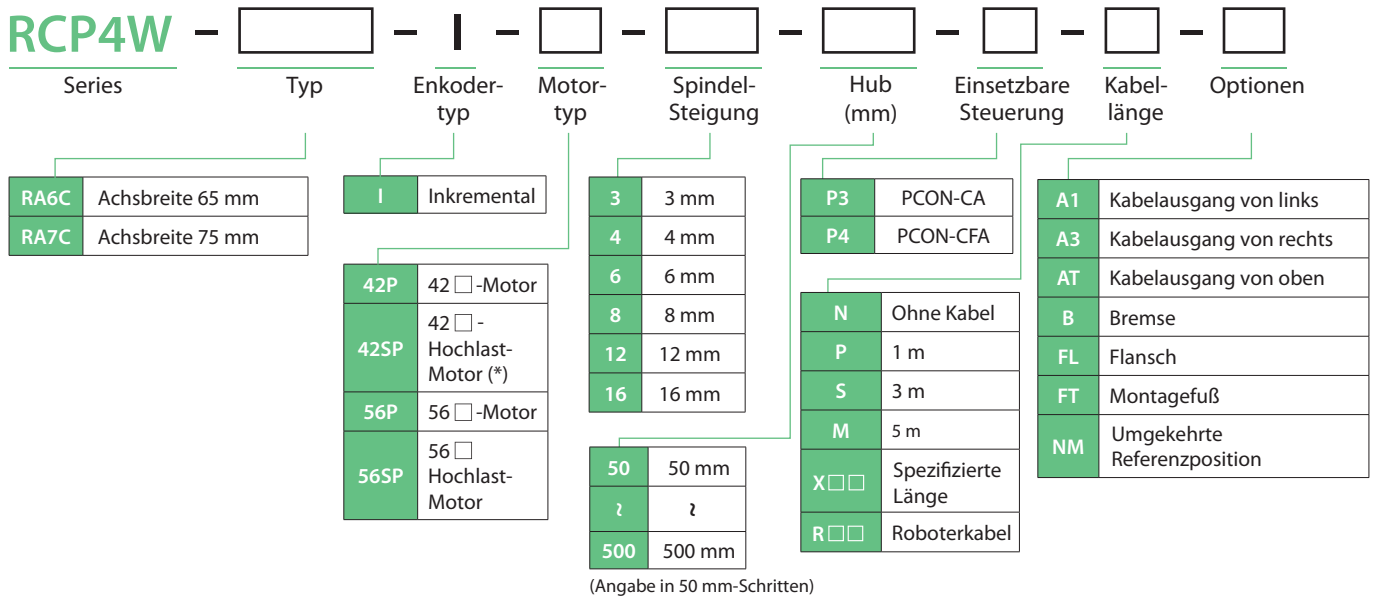 RCP4W – □ – I – □ – □ – □ – □ – □ – □
Series
Typ
Enkoder-
typ
Motor-
typ
Spindel-
Steigung
Hub
(mm)
Einsetzbare
Steuerung
Kabel-
länge
Optionen
RA6C Achsbreite 65 mm
RA7C Achsbreite 75 mm
I Inkremental
42P 42 □ -Motor
42SP 42 □ -
Hochlast-
Motor (*)
56P 56 □ -Motor
56SP 56 □
Hochlast-
Motor
3 3 mm
4 4 mm
6 6 mm
8 8 mm
12 12 mm
16 16 mm
50 50 mm
≀ ≀
500 500 mm
(Angabe in 50 mm-Schritten)
P3 PCON-CA
P4 PCON-CFA
N Ohne Kabel
P 1 m
S 3 m
M 5 m
X□□ Spezifizierte
Länge
R□□ Roboterkabel
A1 Kabelausgang von links
A3 Kabelausgang von rechts
AT Kabelausgang von oben
B Bremse
FL Flansch
FT Montagefuß
NM Umgekehrte
Referenzposition